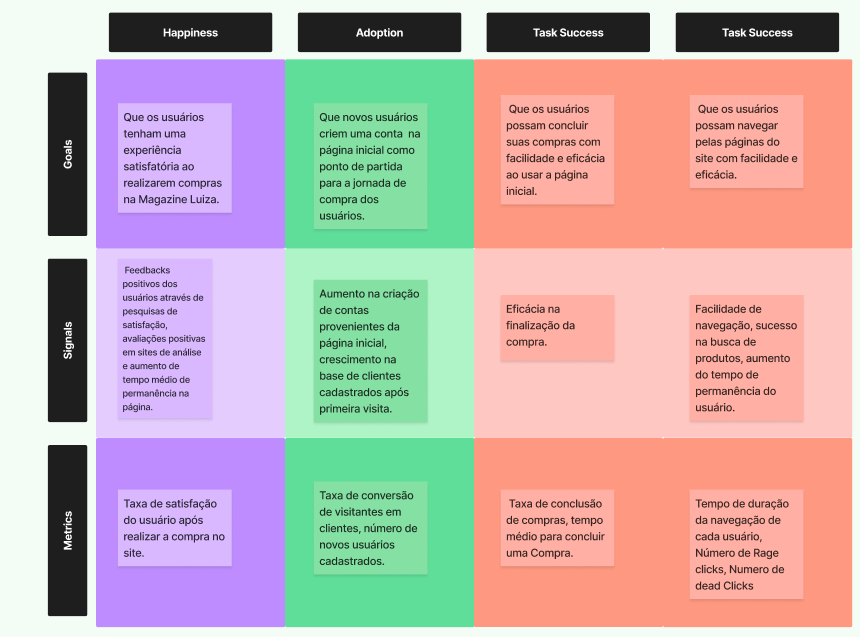 Happiness
Adoption
Task Success
Task Success
Goals
Que os usuários
tenham uma
experiência
satisfatória ao
realizarem compras
na Magazine Luiza.
Que novos usuários
criem uma conta na
página inicial como
ponto de partida
para a jornada de
compra dos
usuários.
Que os usuários
possam concluir
suas compras com
facilidade e eficácia
ao usar a página
inicial.
Que os usuários
possam navegar
pelas páginas do
site com facilidade e
eficácia.
Signals
Feedbacks
positivos dos
usuários através de
pesquisas de
satisfação,
avaliações positivas
em sites de análise
e aumento de
tempo médio de
permanência na
página.
Aumento na criação
de contas
provenientes da
página inicial,
crescimento na
base de clientes
cadastrados após
primeira visita.
Eficácia na
finalização da
compra.
Facilidade de
navegação, sucesso
na busca de
produtos, aumento
do tempo de
permanência do
usuário.
Metrics
Taxa de satisfação
do usuário após
realizar a compra no
site.
Taxa de conversão
de visitantes em
clientes, número de
novos usuários
cadastrados.
Taxa de conclusão
de compras, tempo
médio para concluir
uma Compra.
Tempo de duração
da navegação de
cada usuário,
Número de Rage
clicks, Numero de
dead Clicks